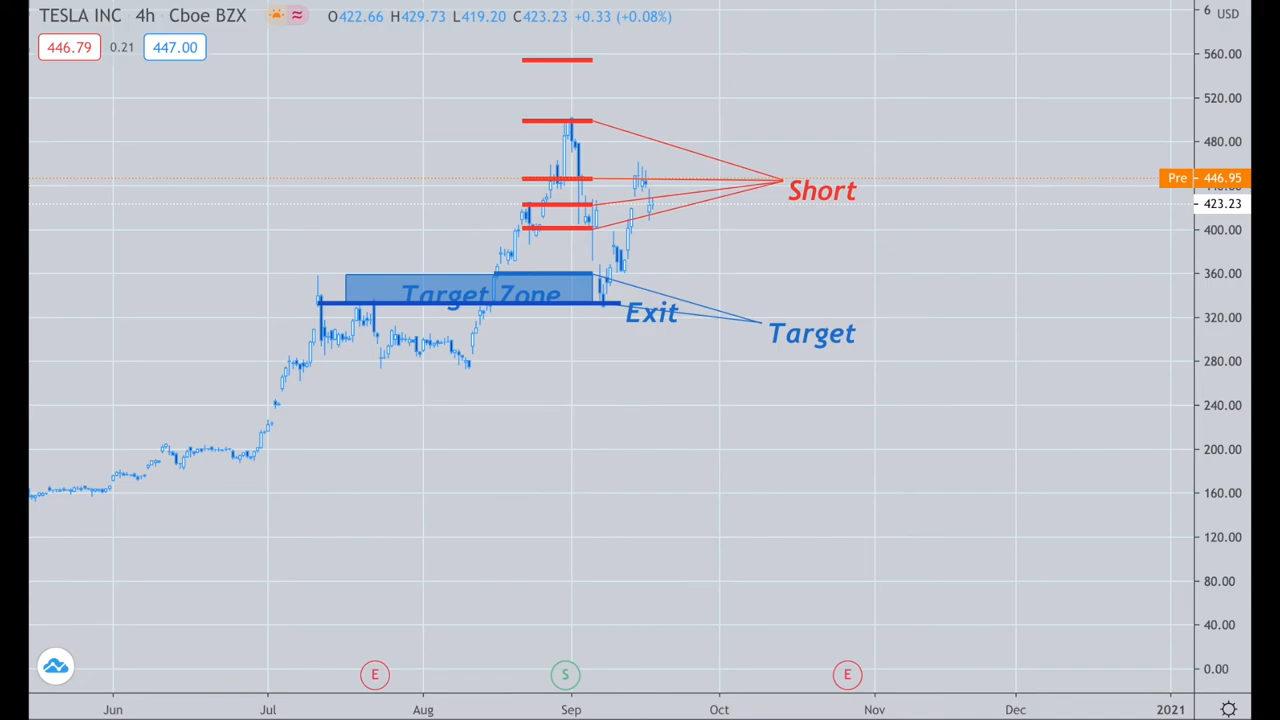 TESLA INC 4h Cboe BZX O422.66 H429.73 L419.20 C423.23 +0.33 (+0.08%)
446.79 0.21 447.00
6 USD
560.00
520.00
480.00
Pre 446.95
423.23
400.00
360.00
320.00
280.00
240.00
200.00
160.00
120.00
80.00
40.00
0.00
Short
Target Zone
Exit
Target
E S E
Jun Jul Aug Sep Oct Nov Dec 2021